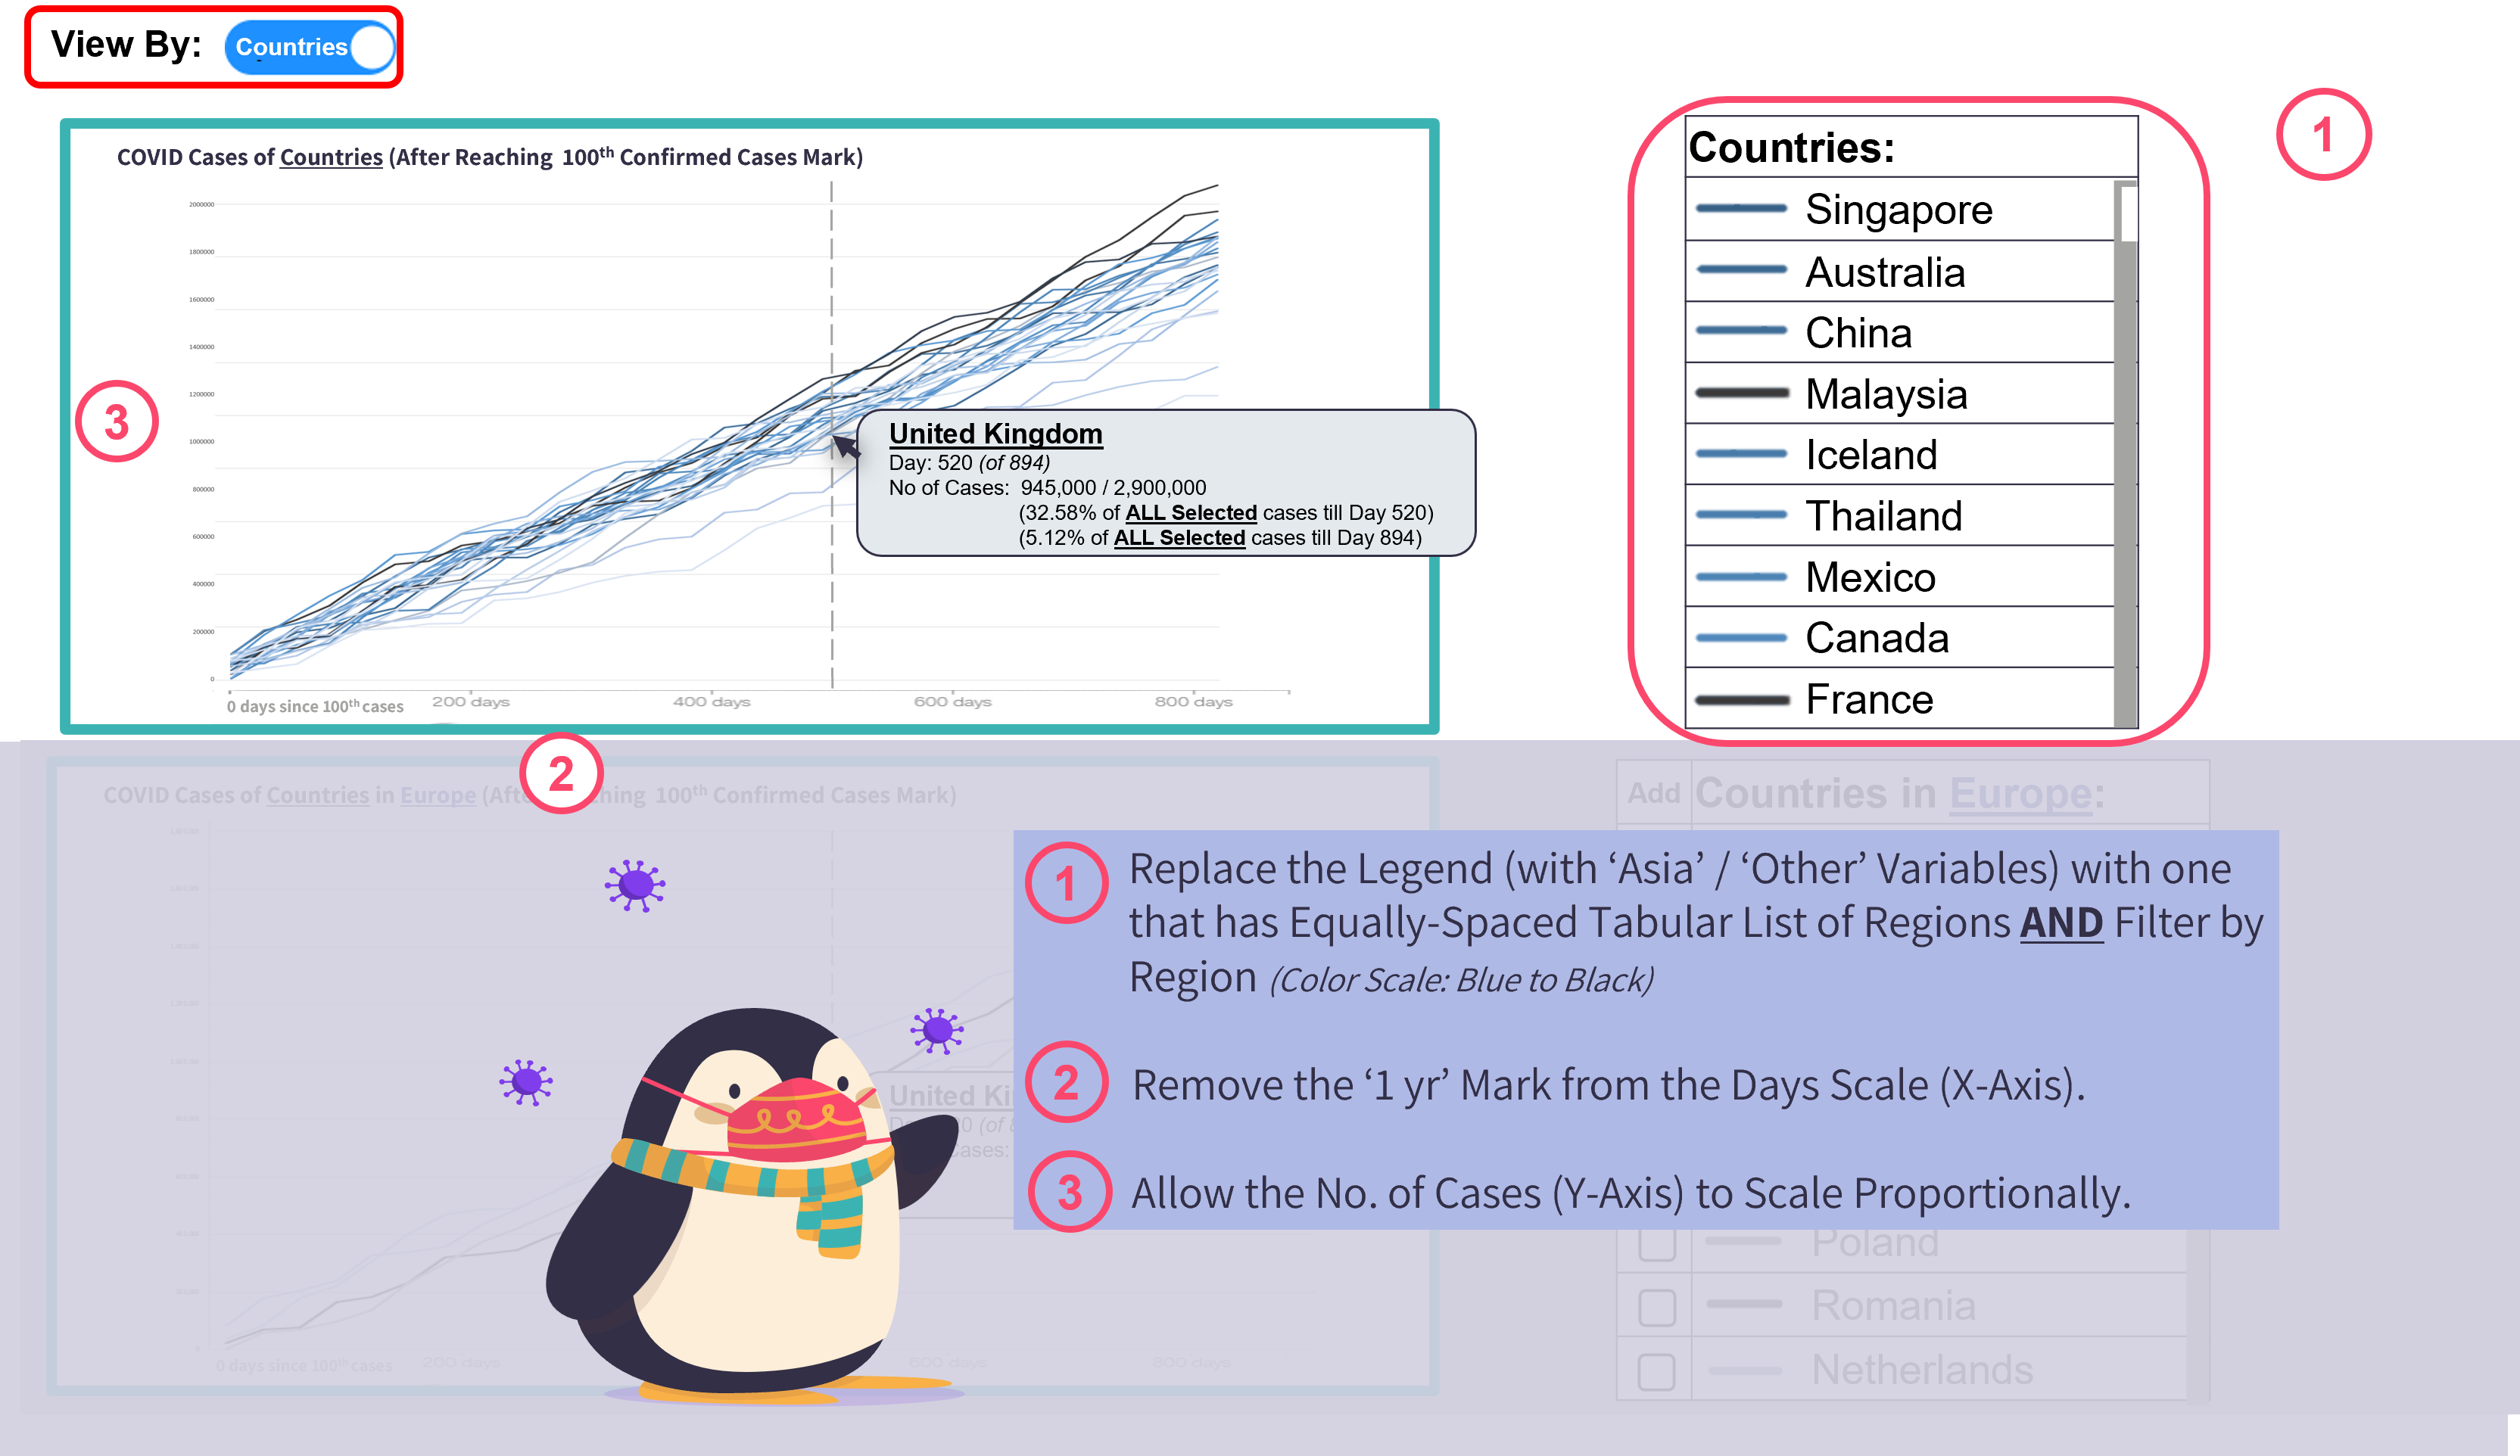 View By: Countries
COVID Cases of Countries (After Reaching 100th Confirmed Cases Mark)
2000000
1800000
1600000
1400000
1200000
1000000
800000
600000
400000
200000
0
0 days since 100th cases
200 days
400 days
600 days
800 days
United Kingdom
Day: 520 (of 894)
No of Cases: 945,000 / 2,900,000
(32.58% of ALL Selected cases till Day 520)
(5.12% of ALL Selected cases till Day 894)
3
Countries:
Singapore
Australia
China
Malaysia
Iceland
Thailand
Mexico
Canada
France
1
2
COVID Cases of Countries in Europe (Afte hing 100th Confirmed Cases Mark)
Add Countries in Europe:
1 Replace the Legend (with ‘Asia’ / ‘Other’ Variables) with one
that has Equally-Spaced Tabular List of Regions AND Filter by
Region (Color Scale: Blue to Black)
2 Remove the ‘1 yr’ Mark from the Days Scale (X-Axis).
3 Allow the No. of Cases (Y-Axis) to Scale Proportionally.
United Ki
0 (of
ases:
Poland
Romania
Netherlands
0 days since 100th cases
200 days
600 days
800 days